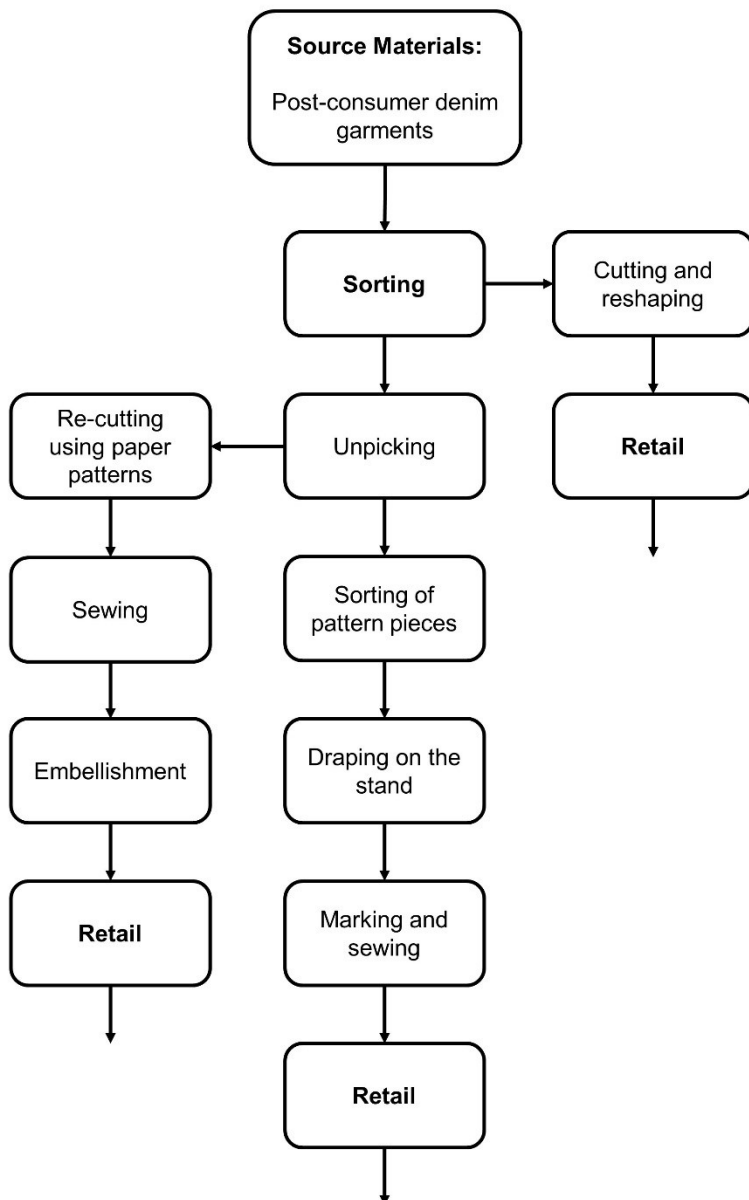 Source Materials:
Post-consumer denim
garments
Sorting
Cutting and
reshaping
Re-cutting
using paper
patterns
Unpicking
Retail
Sewing
Sorting of
pattern pieces
Embellishment
Draping on the
stand
Retail
Marking and
sewing
Retail